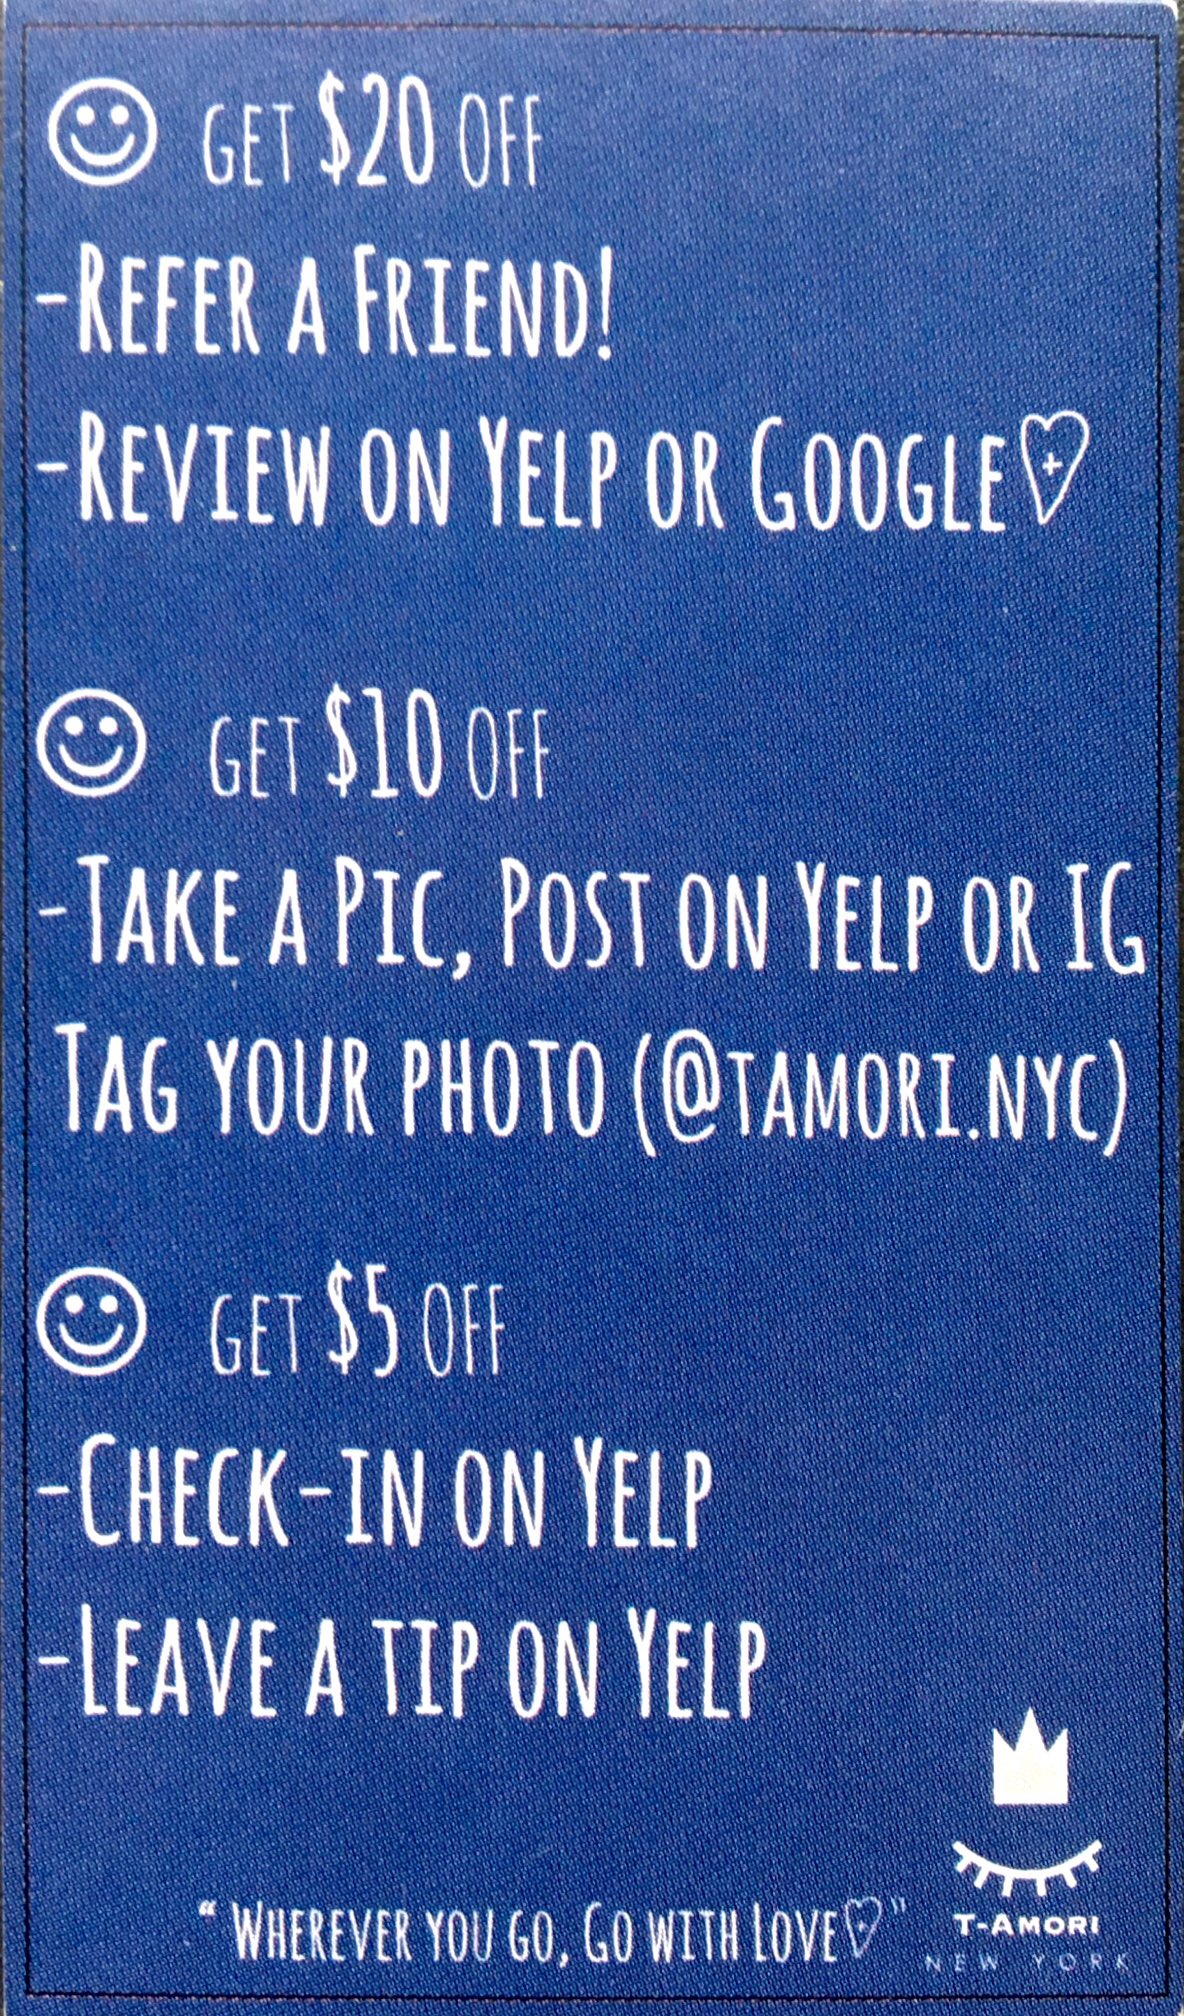 GET $20 OFF
-REFER A FRIEND!
-REVIEW ON YELP OR GOOGLE
GET $10 OFF
-TAKE A PIC, POST ON YELP OR IG
TAG YOUR PHOTO (@TAMORI.NYC)
GET $5 OFF
-CHECK-IN ON YELP
-LEAVE A TIP ON YELP
“ WHEREVER YOU GO, GO WITH LOVE”
T-AMORI
NEW YORK